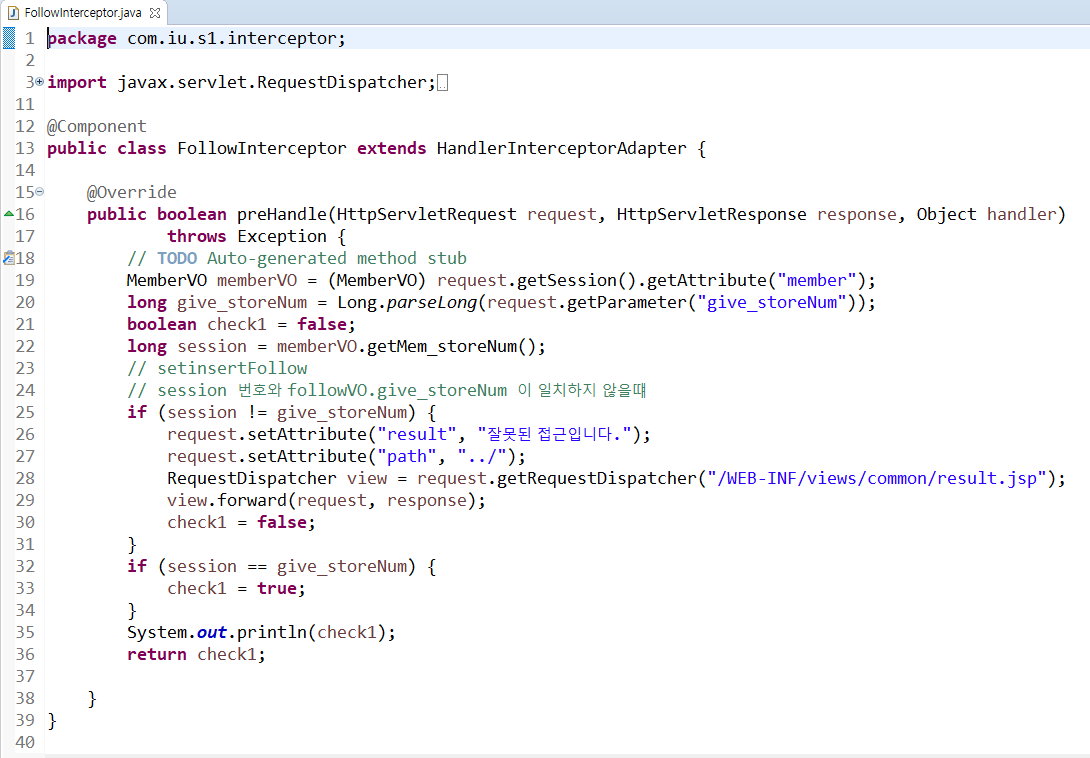 FollowInterceptor.java
1 package com.iu.s1.interceptor;
2
3 import javax.servlet.RequestDispatcher;
11
12 @Component
13 public class FollowInterceptor extends HandlerInterceptorAdapter {
14
15 @Override
16 public boolean preHandle(HttpServletRequest request, HttpServletResponse response, Object handler)
17 throws Exception {
18 // TODO Auto-generated method stub
19 MemberVO memberVO = (MemberVO) request.getSession().getAttribute("member");
20 long give_storeNum = Long.parseLong(request.getParameter("give_storeNum"));
21 boolean check1 = false;
22 long session = memberVO.getMem_storeNum();
23 // setinsertFollow
24 // session 번호와 followVO.give_storeNum 이 일치하지 않을떄
25 if (session != give_storeNum) {
26 request.setAttribute("result", "잘못된 접근입니다.");
27 request.setAttribute("path", "../");
28 RequestDispatcher view = request.getRequestDispatcher("/WEB-INF/views/common/result.jsp");
29 view.forward(request, response);
30 check1 = false;
31 }
32 if (session == give_storeNum) {
33 check1 = true;
34 }
35 System.out.println(check1);
36 return check1;
37
38 }
39 }
40